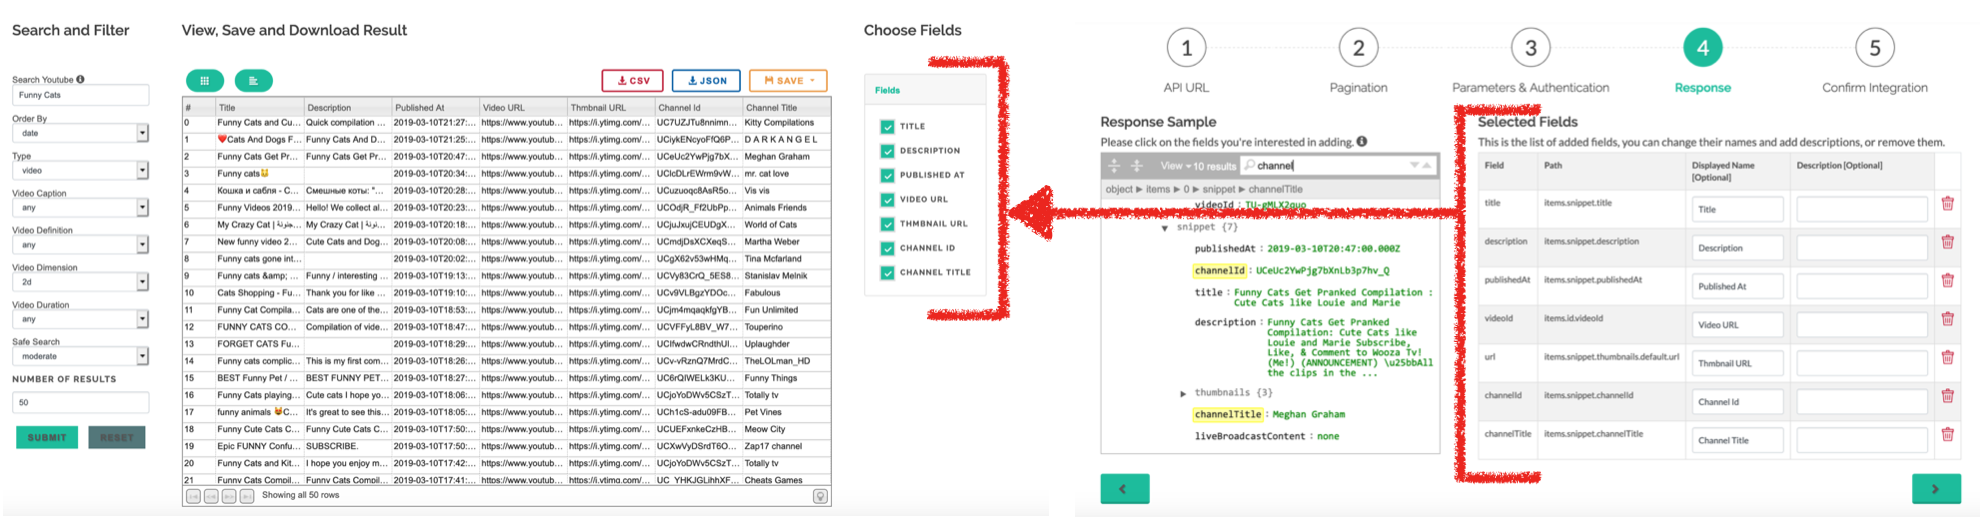 Search and Filter
Search Youtube
Funny Cats
Order By
date
Type
video
Video Caption
any
Video Definition
any
Video Dimension
2d
Video Duration
any
Safe Search
moderate
NUMBER OF RESULTS
50
SUBMIT RESET
View, Save and Download Result
CSV JSON SAVE
# Title Description Published At Video URL Thmbnail URL Channel Id Channel Title
0 Funny Cats and Cu... Quick compilation ... 2019-03-10T21:27:... https://www.youtub... https://i.ytimg.com/... UC7UZJTu8nnimn... Kitty Compilations
1 ❤️Cats And Dogs F... Funny Cats And D... 2019-03-10T21:25:... https://www.youtub... https://i.ytimg.com/... UCiykENcyoFfQ6P... D A R K A N G E L
2 Funny Cats Get Pr... Funny Cats Get Pr... 2019-03-10T20:47:... https://www.youtub... https://i.ytimg.com/... UCeUc2YwPjg7bX... Meghan Graham
3 Funny cats😹 2019-03-10T20:34:... https://www.youtub... https://i.ytimg.com/... UClcDLrEWrm9vW... mr. cat love
4 Кошка и сабля - С... Смешные коты: "... 2019-03-10T20:28:... https://www.youtub... https://i.ytimg.com/... UCuzuoqc8AsR5o... Vis vis
5 Funny Videos 2019... Hello! We collect al... 2019-03-10T20:23:... https://www.youtub... https://i.ytimg.com/... UCOdjR_Ff2UbPp... Animals Friends
6 My Crazy Cat | ... My Crazy Cat | ... 2019-03-10T20:18:... https://www.youtub... https://i.ytimg.com/... UCjuJxujCEUDgX... World of Cats
7 New funny video 2... Cute Cats and Dog... 2019-03-10T20:08:... https://www.youtub... https://i.ytimg.com/... UCmdjDsXCXeqS... Martha Weber
8 Funny cats gone int... 2019-03-10T20:02:... https://www.youtub... https://i.ytimg.com/... UCgX62v53wHMq... Tina Mcfarland
9 Funny cats &amp; ... Funny / interesting ... 2019-03-10T19:13:... https://www.youtub... https://i.ytimg.com/... UCVy83CrQ_5ES8... Stanislav Melnik
10 Cats Shopping - Fu... Thank you for like ... 2019-03-10T19:10:... https://www.youtub... https://i.ytimg.com/... UCv9VLBgzYDOc... Fabulous
11 Funny Cat Compila... Cats are one of the... 2019-03-10T18:53:... https://www.youtub... https://i.ytimg.com/... UCjm4mqaqkfgYB... Fun Unlimited
12 FUNNY CATS CO... Compilation of vide... 2019-03-10T18:47:... https://www.youtub... https://i.ytimg.com/... UCVFFyL8BV_W7... Touperino
13 FORGET CATS Fu... 2019-03-10T18:29:... https://www.youtub... https://i.ytimg.com/... UCIfwdwCRndthUI... Uplaughder
14 Funny cats complic... This is my first com... 2019-03-10T18:26:... https://www.youtub... https://i.ytimg.com/... UCv-vRznQ7MrdC... TheLOLman_HD
15 BEST Funny Pet / ... BEST FUNNY PET... 2019-03-10T18:27:... https://www.youtub... https://i.ytimg.com/... UC6rQIWELk3KU... Funny Things
16 Funny Cats playing... Cute cats I hope yo... 2019-03-10T18:06:... https://www.youtub... https://i.ytimg.com/... UCjoYoDWv5CSzT... Totally tv
17 funny animals 😹C... It's great to see this... 2019-03-10T18:05:... https://www.youtub... https://i.ytimg.com/... UCh1cS-adu09FB... Pet Vines
18 Funny Cute Cats C... Funny Cute Cats C... 2019-03-10T17:50:... https://www.youtub... https://i.ytimg.com/... UCUEFxnkeCzHB... Meow City
19 Epic FUNNY Confu... SUBSCRIBE. 2019-03-10T17:50:... https://www.youtub... https://i.ytimg.com/... UCXwVyDSrdT6O... Zap17 channel
20 Funny Cats and Kit... I hope you enjoy m... 2019-03-10T17:42:... https://www.youtub... https://i.ytimg.com/... UCjoYoDWv5CSzT... Totally tv
21 Funny Cats Compil... Funny Cats Compil... 2019-03-10T17:41:... https://www.youtub... https://i.ytimg.com/... UC_YHKJGLihhXF... Cheats Games
Showing all 50 rows
Choose Fields
Fields
TITLE
DESCRIPTION
PUBLISHED AT
VIDEO URL
THMBNAIL URL
CHANNEL ID
CHANNEL TITLE
1 2 3 4 5
API URL Pagination Parameters & Authentication Response Confirm Integration
Response Sample
Please click on the fields you're interested in adding.
View 10 results channel
object ▶ items ▶ 0 ▶ snippet ▶ channelTitle
videoId : TU-gMLX2quo
snippet {7}
publishedAt : 2019-03-10T20:47:00.000Z
channelId : UCeUc2YwPjg7bXnLb3p7hv_Q
title : Funny Cats Get Pranked Compilation :
Cute Cats like Louie and Marie
description : Funny Cats Get Pranked
Compilation: Cute Cats like
Louie and Marie Subscribe,
Like, & Comment to Wooza Tv!
(Me!) (ANNOUNCEMENT) \u25bbAll
the clips in the ...
thumbnails {3}
channelTitle : Meghan Graham
liveBroadcastContent : none
Selected Fields
This is the list of added fields, you can change their names and add descriptions, or remove them.
Field Path Displayed Name Description [Optional]
[Optional]
title items.snippet.title Title
description items.snippet.description Description
publishedAt items.snippet.publishedAt Published At
videoId items.id.videoId Video URL
url items.snippet.thumbnails.default.url Thmbnail URL
channelId items.snippet.channelId Channel Id
channelTitle items.snippet.channelTitle Channel Title